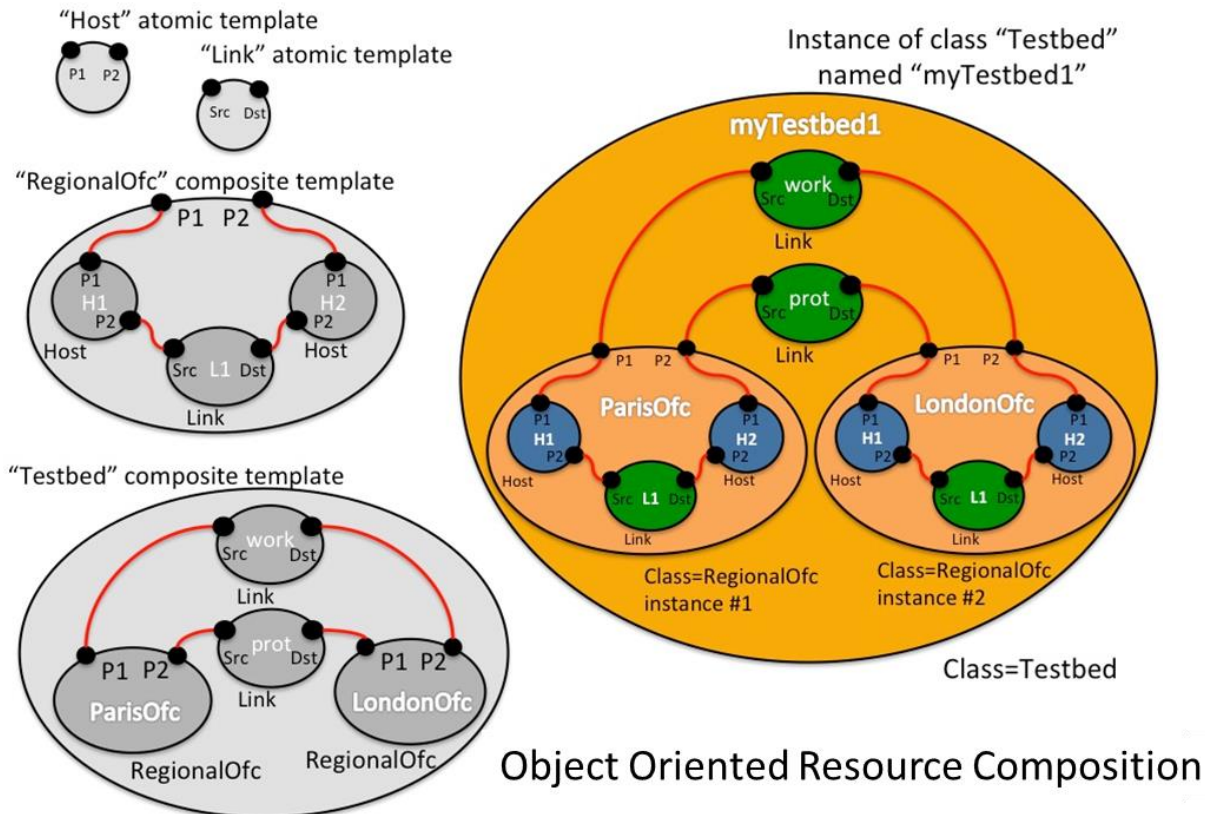 “Host” atomic template
P1 P2
“Link” atomic template
Src Dst
“RegionalOfc” composite template
P1 P2
P1
H1
P2
Host
P1
H2
P2
Host
Src L1 Dst
Link
“Testbed” composite template
work
Src Dst
Link
prot
Src Dst
Link
P1 P2
ParisOfc
RegionalOfc
P1 P2
LondonOfc
RegionalOfc
Instance of class “Testbed”
named “myTestbed1”
myTestbed1
work
Src Dst
Link
prot
Src Dst
Link
P1 P2
ParisOfc
P1
H1
P2
Host
P1
H2
P2
Host
Src L1 Dst
Link
P1 P2
LondonOfc
P1
H1
P2
Host
P1
H2
P2
Host
Src L1 Dst
Link
Class=RegionalOfc
instance #1
Class=RegionalOfc
instance #2
Class=Testbed
Object Oriented Resource Composition